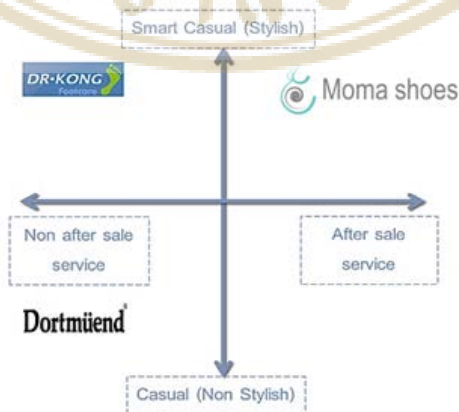 Smart Casual (Stylish)
DR·KONG
Footcare
Moma shoes
Non after sale
service
After sale
service
Dortmüend
Casual (Non Stylish)